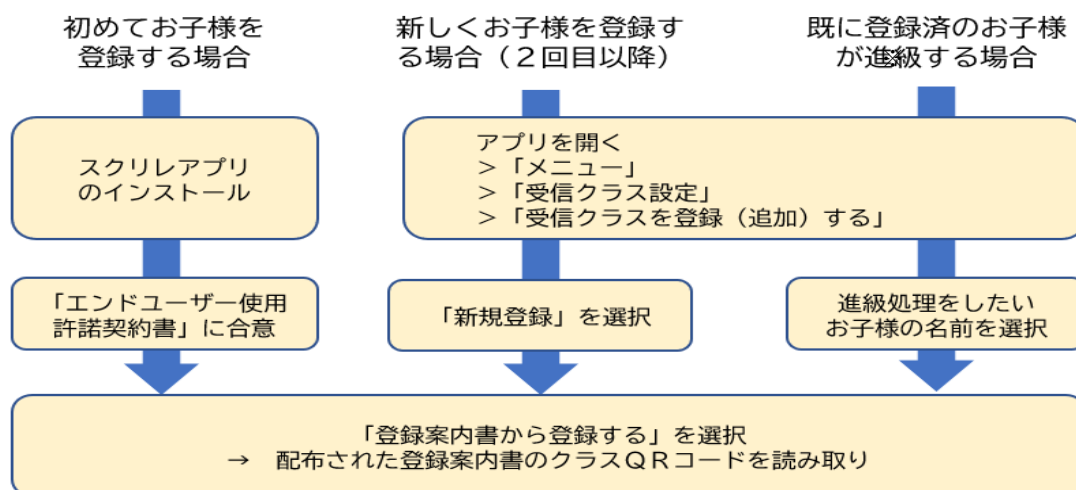 初めてお子様を
登録する場合
新しくお子様を登録す
る場合（２回目以降）
既に登録済のお子様
が進級する場合
スクリレアプリ
のインストール
アプリを開く
＞「メニュー」
＞「受信クラス設定」
＞「受信クラスを登録（追加）する」
「エンドユーザー使用
許諾契約書」に合意
「新規登録」を選択
進級処理をしたい
お子様の名前を選択
「登録案内書から登録する」を選択
→　配布された登録案内書のクラスＱＲコードを読み取り